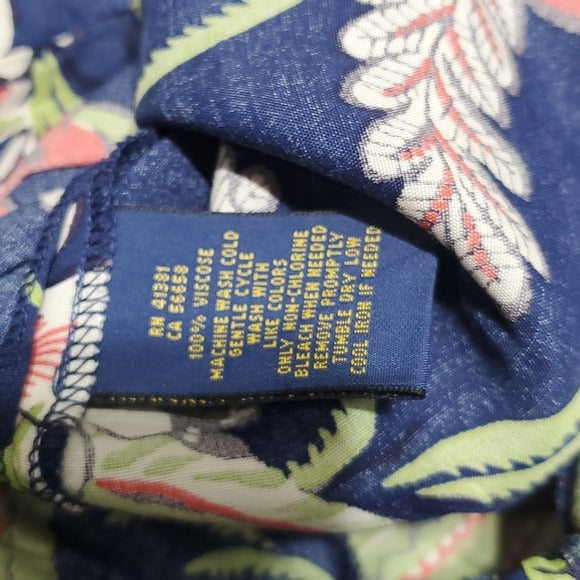 RN 41381
CA 56858
100% VISCOSE
MACHINE WASH COLD
GENTLE CYCLE
WASH WITH
LIKE COLORS
ONLY NON-CHLORINE
BLEACH WHEN NEEDED
REMOVE PROMPTLY
TUMBLE DRY LOW
COOL IRON IF NEEDED